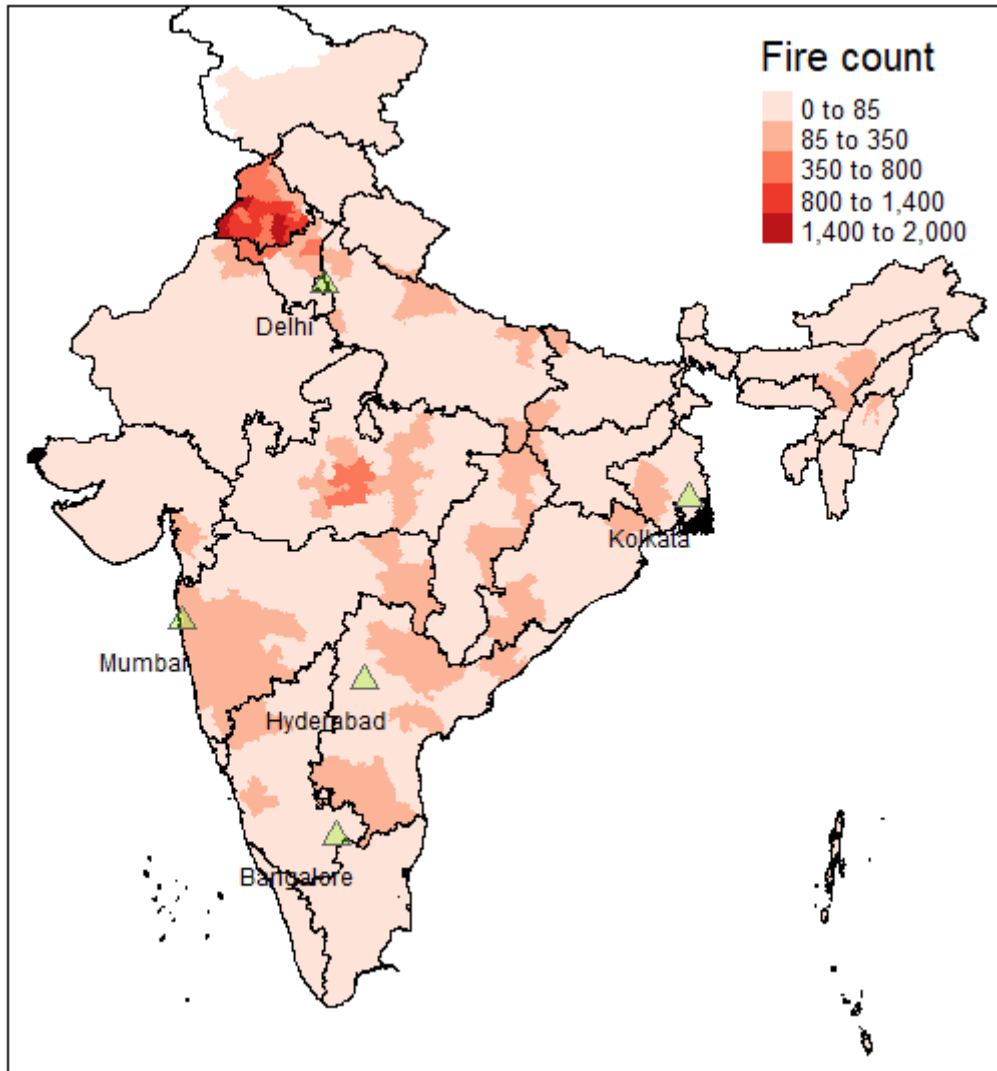 Fire count
0 to 85
85 to 350
350 to 800
800 to 1,400
1,400 to 2,000
Delhi
Kolkata
Mumbai
Hyderabad
Bangalore